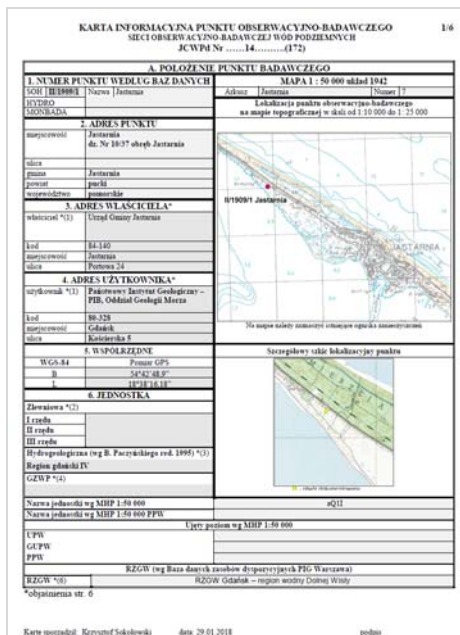 KARTA INFORMACYJNA PUNKTU OBSERWACYJNO-BADAWCZEGO 1/6
SIECI OBSERWACYJNO-BADAWCZEJ WÓD PODZIEMNYCH
JCWPd Nr ......14.........(172)
A. POŁOŻENIE PUNKTU BADAWCZEGO
1. NUMER PUNKTU WEDŁUG BAZ DANYCH
SOH II/1909/1 Nazwa Jastarnia
HYDRO
MONBADA
2. ADRES PUNKTU
miejscowość Jastarnia
dz. Nr 10/37 obręb Jastarnia
ulica
gmina Jastarnia
powiat pucki
województwo pomorskie
3. ADRES WŁAŚCICIELA*
właściciel *(1) Urząd Gminy Jastarnia
kod 84-140
miejscowość Jastarnia
ulica Portowa 24
4. ADRES UŻYTKOWNIKA*
użytkownik *(1) Państwowy Instytut Geologiczny –
PIB, Oddział Geologii Morza
kod 80-328
miejscowość Gdańsk
ulica Kościerska 5
5. WSPÓŁRZĘDNE
WGS-84 Pomiar GPS
B 54°42'48.9"
L 18°38'16.18"
6. JEDNOSTKA
Zlewniowa *(2)
I rzędu
II rzędu
III rzędu
Hydrogeologiczna (wg B. Paczyńskiego red. 1995) *(3)
Region gdański IV
GZWP *(4)
MAPA 1 : 50 000 układ 1942
Arkusz Jastarnia Numer 7
Lokalizacja punktu obserwacyjno-badawczego
na mapie topograficznej w skali od 1:10 000 do 1: 25 000
II/1909/1 Jastarnia
JASTARNIA
Na mapie należy zaznaczyć istniejące ogniska zanieczyszczeń
Szczegółowy szkic lokalizacyjny punktu
Nazwa jednostki wg MHP 1:50 000 aQII
Nazwa jednostki wg MHP 1:50 000 PPW
Ujęty poziom wg MHP 1:50 000
UPW
GUPW
PPW
RZGW (wg Baza danych zasobów dyspozycyjnych PIG Warszawa)
RZGW *(6) RZGW Gdańsk – region wodny Dolnej Wisły
*objaśnienia str. 6
Kartę sporządził: Krzysztof Sokołowski data: 29.01.2018 podpis